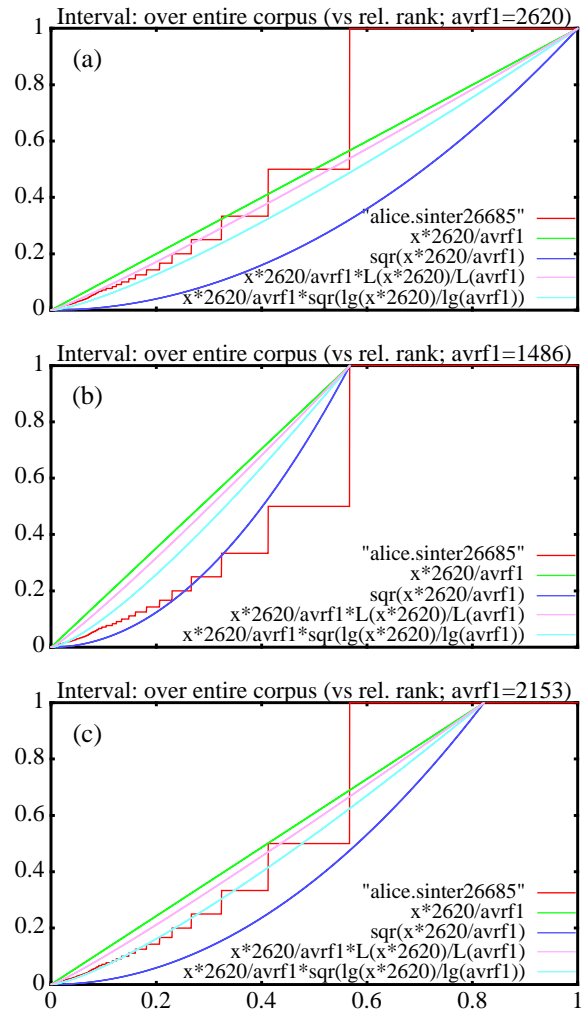 Interval: over entire corpus (vs rel. rank; avrf1=2620)
1
(a)
0.8
0.6
0.4
"alice.sinter26685"
x*2620/avrf1
0.2
sqr(x*2620/avrf1)
x*2620/avrf1*L(x*2620)/L(avrf1)
x*2620/avrf1*sqr(lg(x*2620)/lg(avrf1))
0
Interval: over entire corpus (vs rel. rank; avrf1=1486)
1
(b)
0.8
0.6
0.4
"alice.sinter26685"
x*2620/avrf1
0.2
sqr(x*2620/avrf1)
x*2620/avrf1*L(x*2620)/L(avrf1)
x*2620/avrf1*sqr(lg(x*2620)/lg(avrf1))
0
Interval: over entire corpus (vs rel. rank; avrf1=2153)
1
(c)
0.8
0.6
0.4
"alice.sinter26685"
x*2620/avrf1
0.2
sqr(x*2620/avrf1)
x*2620/avrf1*L(x*2620)/L(avrf1)
x*2620/avrf1*sqr(lg(x*2620)/lg(avrf1))
0
0 0.2 0.4 0.6 0.8 1